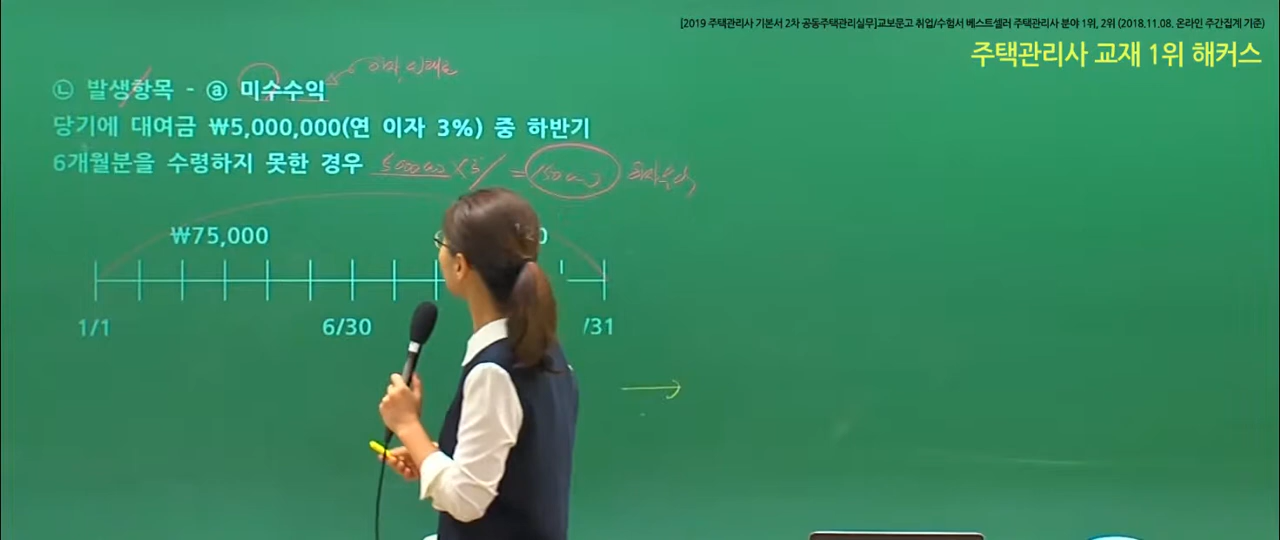 [2019 주택관리사 기본서 2차 공동주택관리실무]교보문고 취업/수험서 베스트셀러 주택관리사 분야 1위, 2위 (2018.11.08. 온라인 주간집계 기준)
주택관리사 교재 1위 해커스
㉡ 발생항목 - ⓐ 미수수익
당기에 대여금 ₩5,000,000(연 이자 3%) 중 하반기
6개월분을 수령하지 못한 경우
₩75,000 0
1/1 6/30 /31